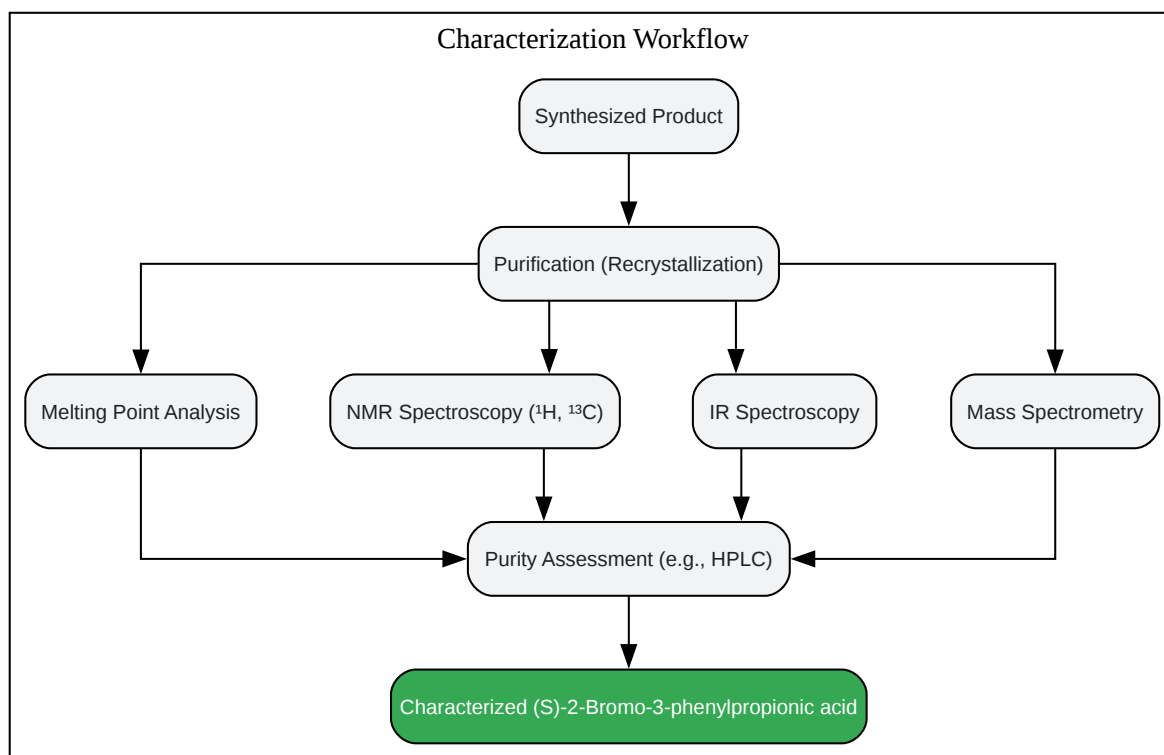 Characterization Workflow
Synthesized Product
Purification (Recrystallization)
Melting Point Analysis
NMR Spectroscopy (¹H, ¹³C)
IR Spectroscopy
Mass Spectrometry
Purity Assessment (e.g., HPLC)
Characterized (S)-2-Bromo-3-phenylpropionic acid